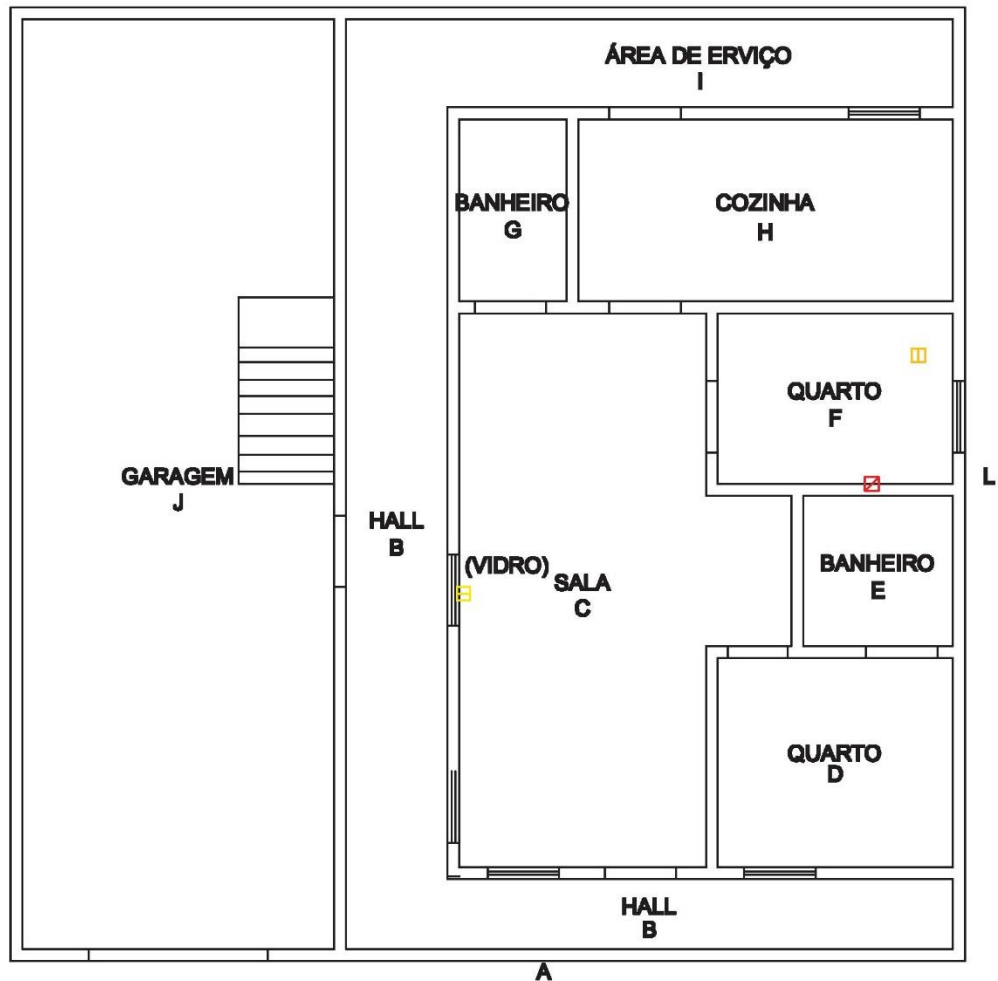 ÁREA DE ERVIÇO
I
BANHEIRO
G
COZINHA
H
QUARTO
F
GARAGEM
J
L
HALL
B
(VIDRO)
SALA
C
BANHEIRO
E
QUARTO
D
HALL
B
A